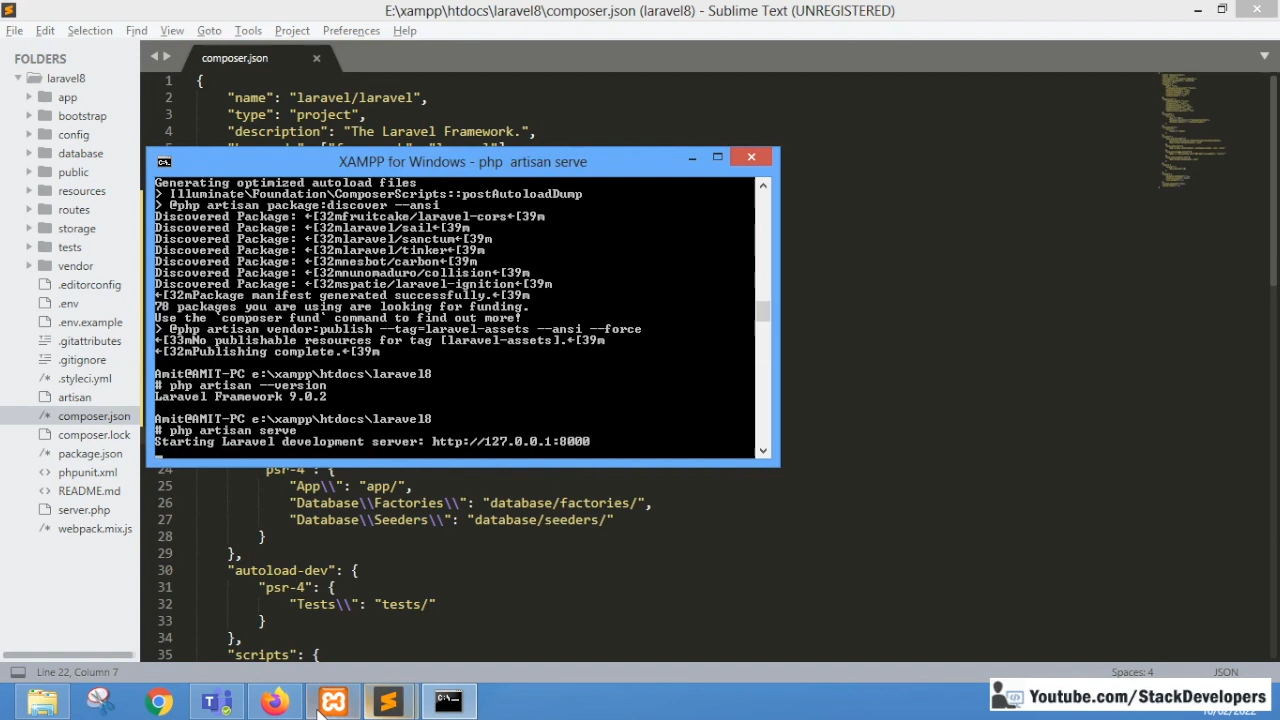 E:\xampp\htdocs\laravel8\composer.json (laravel8) - Sublime Text (UNREGISTERED)
File Edit Selection Find View Goto Tools Project Preferences Help
FOLDERS
laravel8
app
bootstrap
config
database
public
resources
routes
storage
tests
vendor
.editorconfig
.env
.env.example
.gitattributes
.gitignore
.styleci.yml
artisan
composer.json
composer.lock
package.json
phpunit.xml
README.md
server.php
webpack.mix.js
composer.json
1 {
2 "name": "laravel/laravel",
3 "type": "project",
4 "description": "The Laravel Framework.",
XAMPP for Windows - php artisan serve
Generating optimized autoload files
> Illuminate\Foundation\ComposerScripts::postAutoloadDump
> @php artisan package:discover --ansi
Discovered Package: ←[32mfruitcake/laravel-cors←[39m
Discovered Package: ←[32mlaravel/sail←[39m
Discovered Package: ←[32mlaravel/sanctum←[39m
Discovered Package: ←[32mlaravel/tinker←[39m
Discovered Package: ←[32mnesbot/carbon←[39m
Discovered Package: ←[32mnunomaduro/collision←[39m
Discovered Package: ←[32mspatie/laravel-ignition←[39m
←[32mPackage manifest generated successfully.←[39m
78 packages you are using are looking for funding.
Use the `composer fund` command to find out more!
> @php artisan vendor:publish --tag=laravel-assets --ansi --force
←[33mNo publishable resources for tag [laravel-assets].←[39m
←[32mPublishing complete.←[39m
Amit@AMIT-PC e:\xampp\htdocs\laravel8
# php artisan --version
Laravel Framework 9.0.2
Amit@AMIT-PC e:\xampp\htdocs\laravel8
# php artisan serve
Starting Laravel development server: http://127.0.0.1:8000
24 "psr-4": {
25 "App\\": "app/",
26 "Database\\Factories\\": "database/factories/",
27 "Database\\Seeders\\": "database/seeders/"
28 }
29 },
30 "autoload-dev": {
31 "psr-4": {
32 "Tests\\": "tests/"
33 }
34 },
35 "scripts": {
Line 22, Column 7
Spaces: 4
JSON
Youtube.com/StackDevelopers